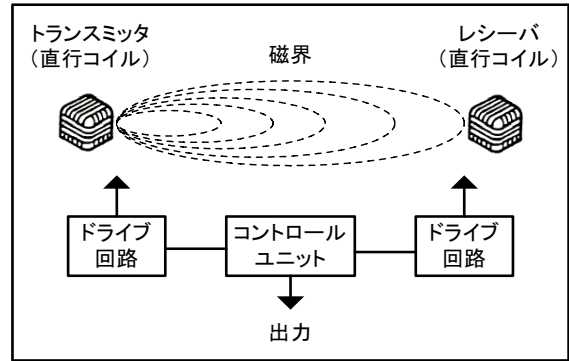 トランスミッタ
（直行コイル）
磁界
レシーバ
（直行コイル）
ドライブ
回路
コントロール
ユニット
ドライブ
回路
出力